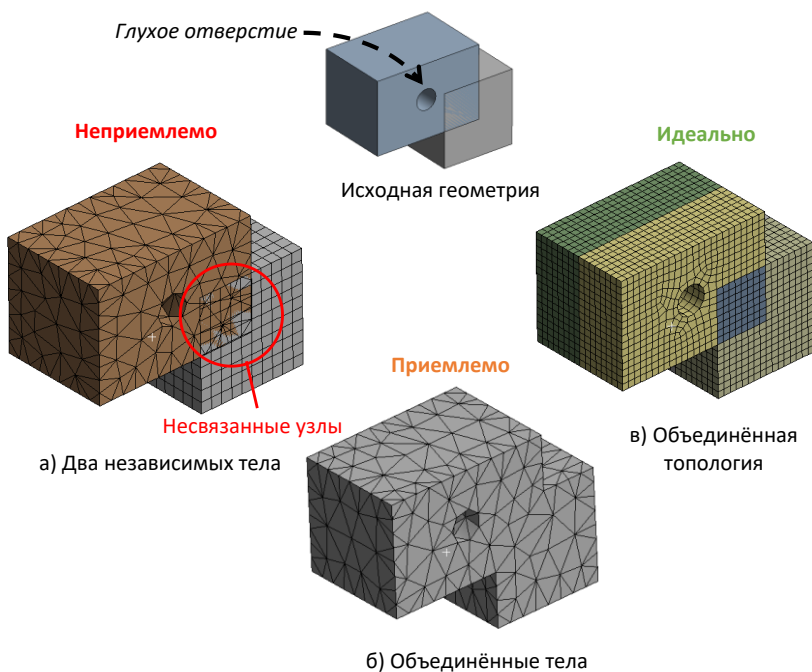 Глухое отверстие
Неприемлемо
Идеально
Исходная геометрия
Приемлемо
Несвязанные узлы
а) Два независимых тела
в) Объединённая
топология
б) Объединённые тела